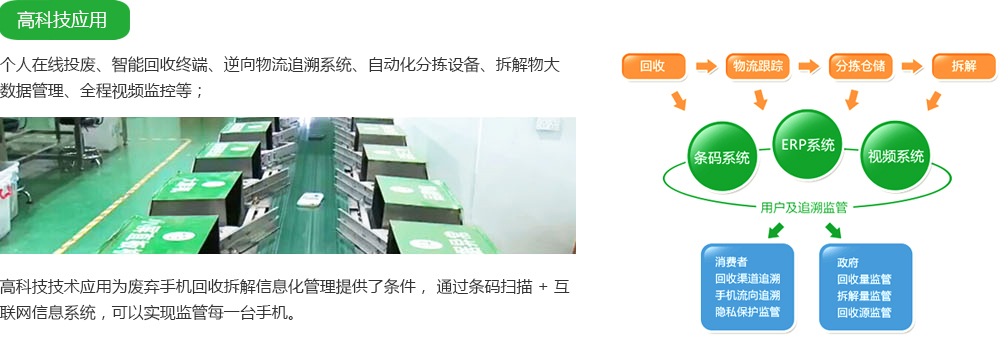 高科技应用
个人在线投废、智能回收终端、逆向物流追溯系统、自动化分拣设备、拆解物大
数据管理、全程视频监控等；
高科技技术应用为废弃手机回收拆解信息化管理提供了条件， 通过条码扫描 + 互
联网信息系统，可以实现监管每一台手机。
回收
物流跟踪
分拣仓储
拆解
条码系统
ERP系统
视频系统
用户及追溯监管
消费者
回收渠道追溯
手机流向追溯
隐私保护监管
政府
回收量监管
拆解量监管
回收源监管